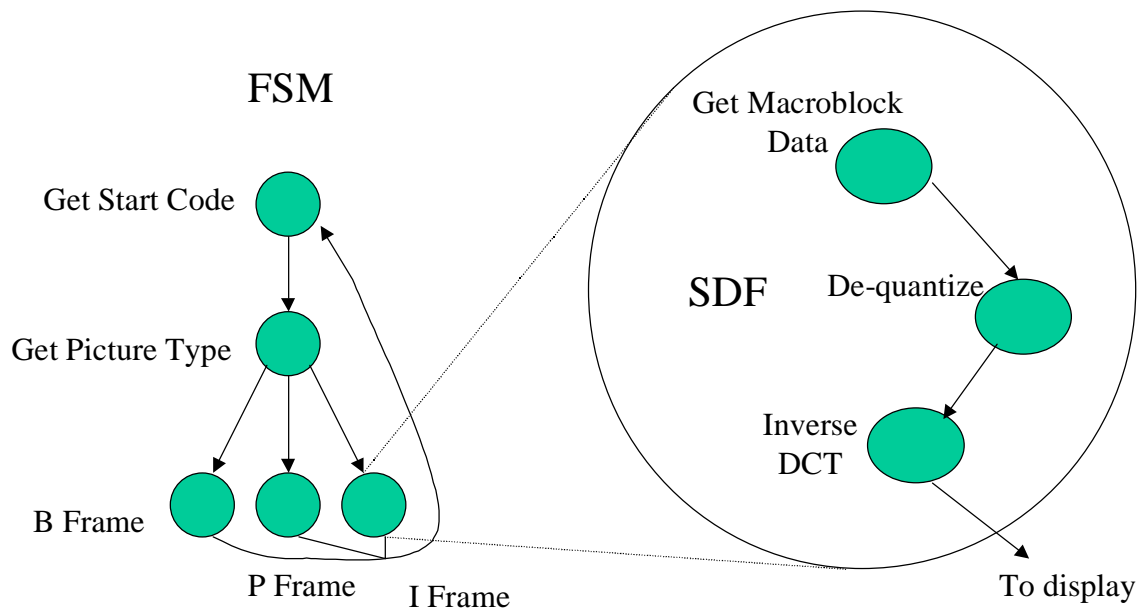 FSM
Get Start Code
Get Picture Type
B Frame
P Frame
I Frame
Get Macroblock
Data
SDF
De-quantize
Inverse
DCT
To display